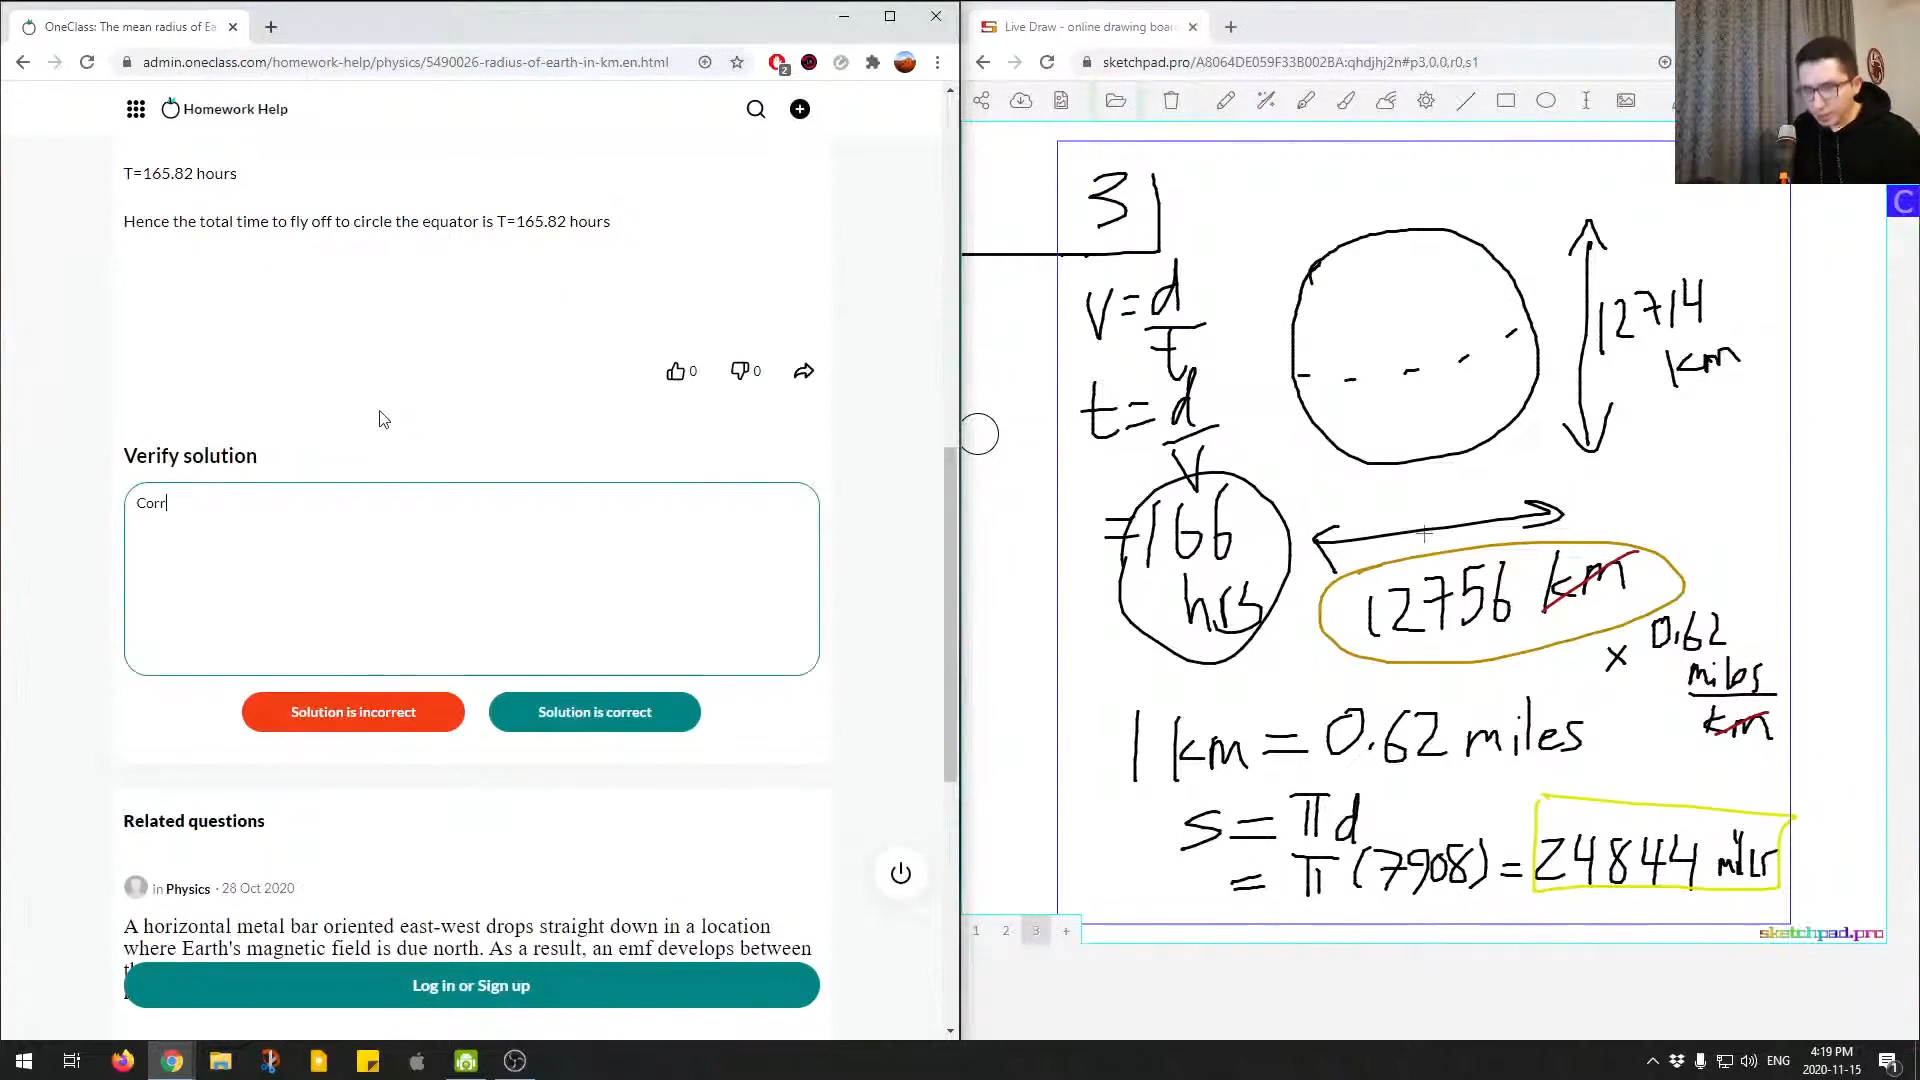 OneClass: The mean radius of Ea
admin.oneclass.com/homework-help/physics/5490026-radius-of-earth-in-km.en.html
2
Homework Help
T=165.82 hours
Hence the total time to fly off to circle the equator is T=165.82 hours
0
0
Verify solution
Corr
Solution is incorrect
Solution is correct
Related questions
in Physics · 28 Oct 2020
A horizontal metal bar oriented east-west drops straight down in a location
where Earth's magnetic field is due north. As a result, an emf develops between
Log in or Sign up
Live Draw - online drawing boar
sketchpad.pro/A8064DE059F33B002BA:qhdjhj2n#p3,0.0,r0,s1
C
3
v = d/t
t = d/v
= 166
hrs
12714
km
12756 km
× 0.62
miles
km
1 km = 0.62 miles
s = πd
= π (7908) = 24844 miles
1 2 3 +
sketchpad.pro
ENG
4:19 PM
2020-11-15
1